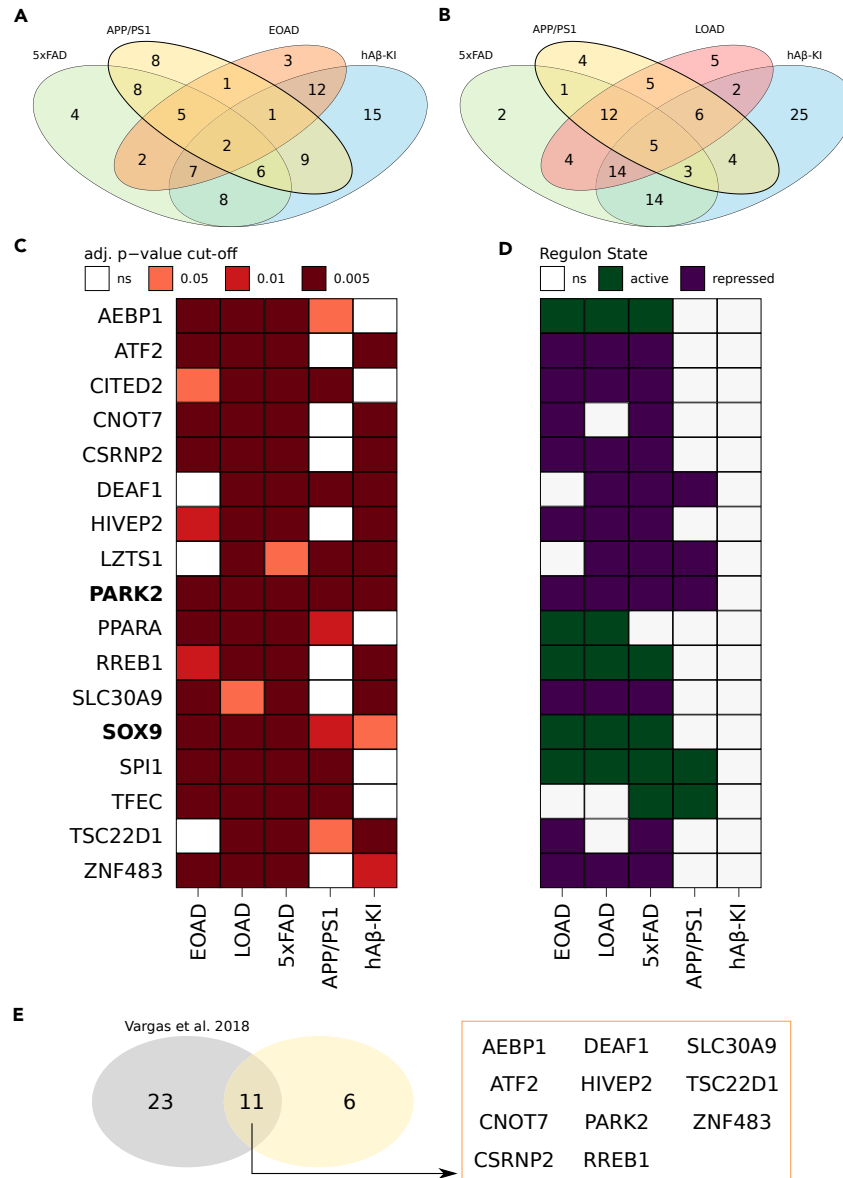 A
B
APP/PS1
EOAD
5xFAD
hAβ-KI
8
3
8
1
12
4
5
1
15
2
2
7
6
9
8
APP/PS1
LOAD
5xFAD
hAβ-KI
4
5
1
5
2
2
12
6
25
5
4
14
3
4
14
C
adj. p−value cut-off
ns 0.05 0.01 0.005
D
Regulon State
ns active repressed
AEBP1
ATF2
CITED2
CNOT7
CSRNP2
DEAF1
HIVEP2
LZTS1
PARK2
PPARA
RREB1
SLC30A9
SOX9
SPI1
TFEC
TSC22D1
ZNF483
EOAD
LOAD
5xFAD
APP/PS1
hAβ-KI
EOAD
LOAD
5xFAD
APP/PS1
hAβ-KI
E
Vargas et al. 2018
23 11 6
AEBP1 DEAF1 SLC30A9
ATF2 HIVEP2 TSC22D1
CNOT7 PARK2 ZNF483
CSRNP2 RREB1